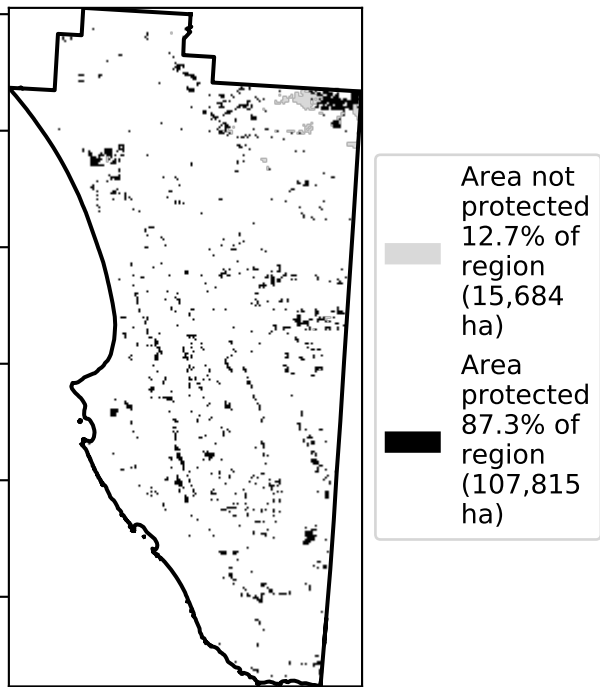 Area not
protected
12.7% of
region
(15,684
ha)
Area
protected
87.3% of
region
(107,815
ha)